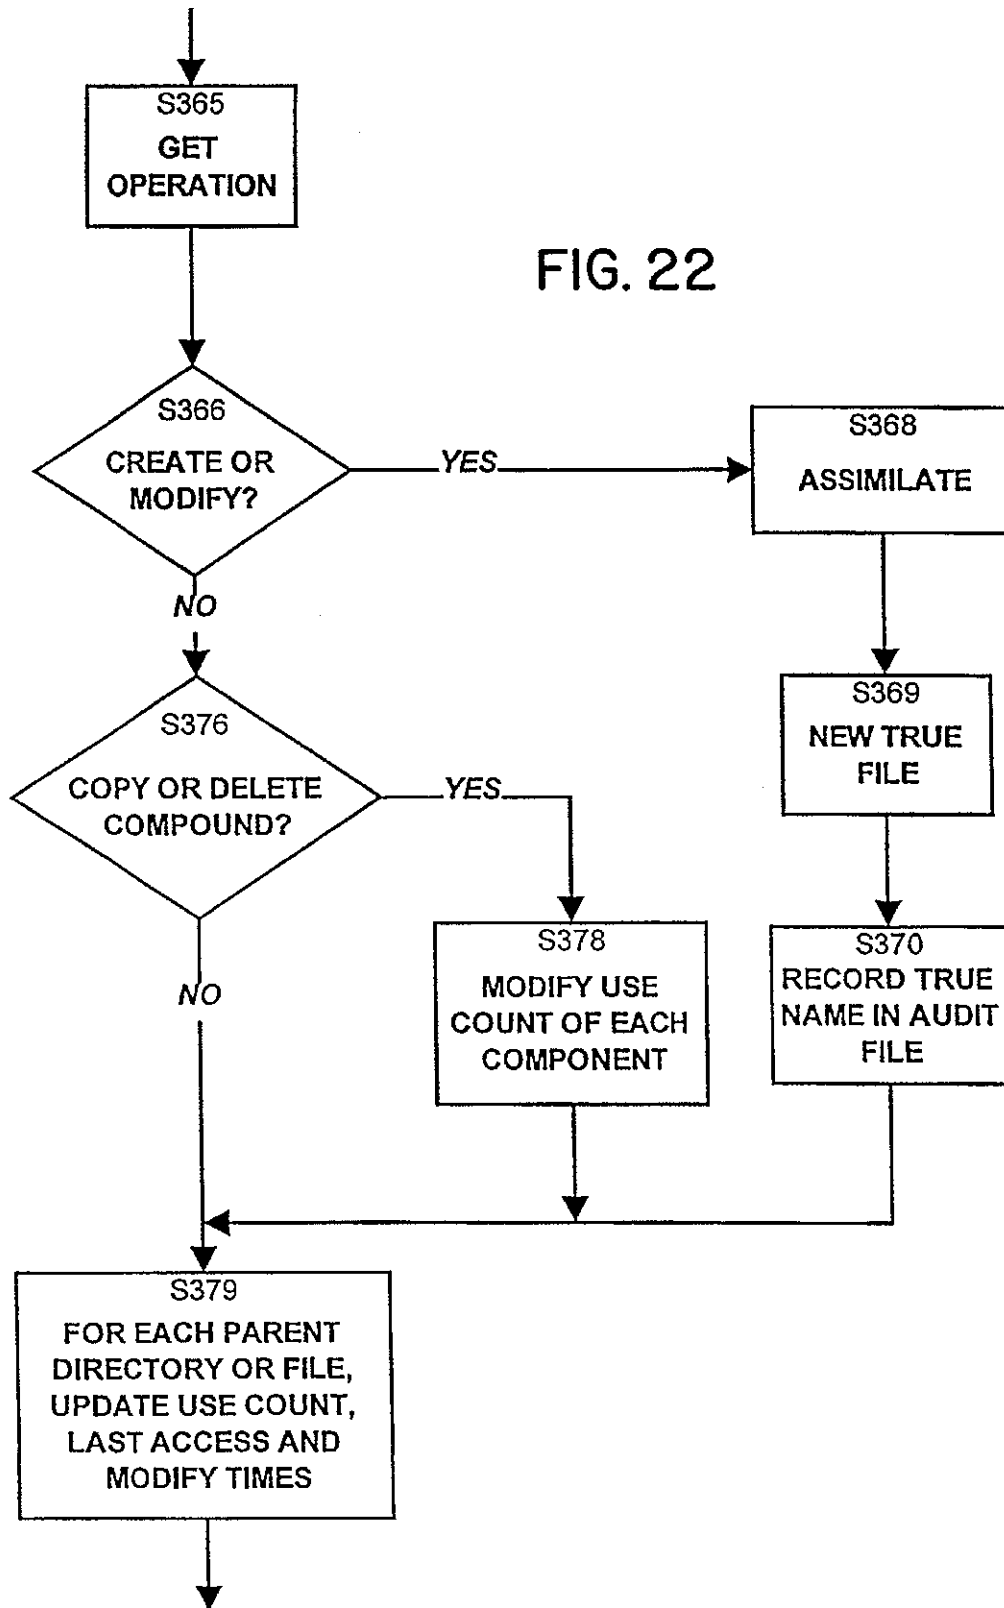 S365
GET
OPERATION
FIG. 22
S366
CREATE OR
MODIFY?
YES
S368
ASSIMILATE
NO
S369
NEW TRUE
FILE
S376
COPY OR DELETE
COMPOUND?
YES
S378
MODIFY USE
COUNT OF EACH
COMPONENT
S370
RECORD TRUE
NAME IN AUDIT
FILE
NO
S379
FOR EACH PARENT
DIRECTORY OR FILE,
UPDATE USE COUNT,
LAST ACCESS AND
MODIFY TIMES